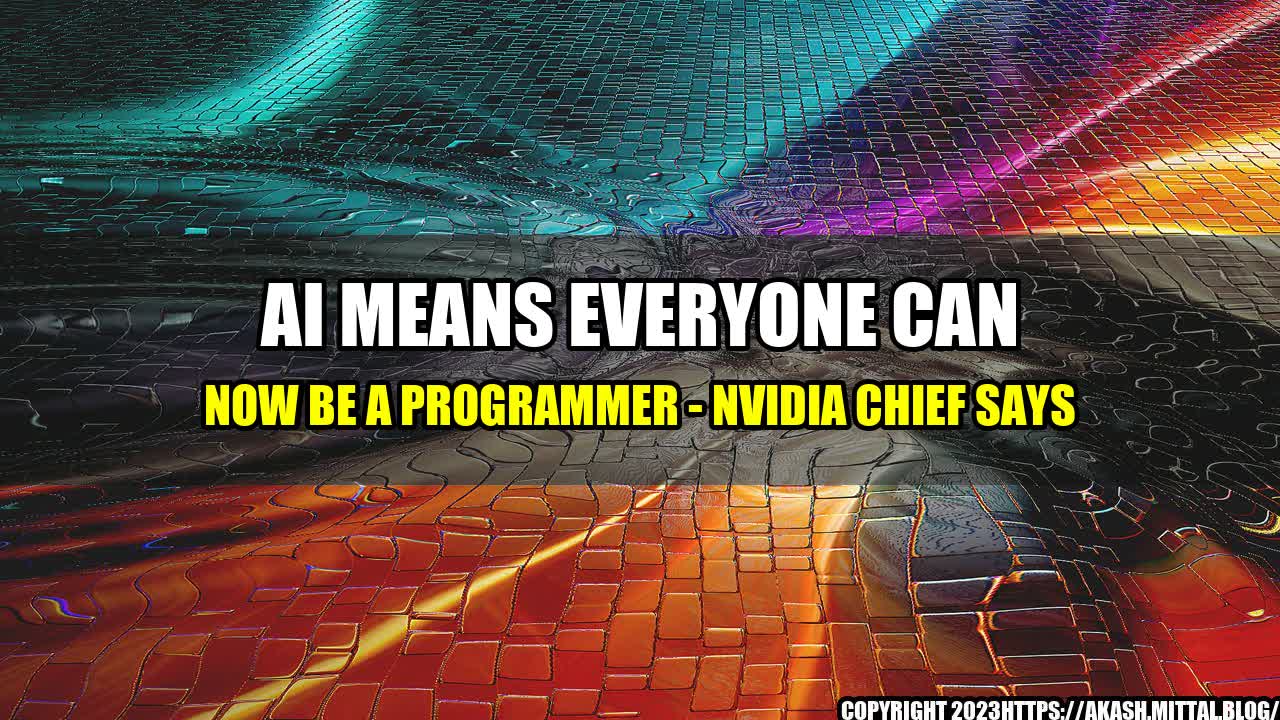 AI MEANS EVERYONE CAN
NOW BE A PROGRAMMER - NVIDIA CHIEF SAYS
COPYRIGHT 2023HTTPS://AKASH.MITTAL.BLOG/